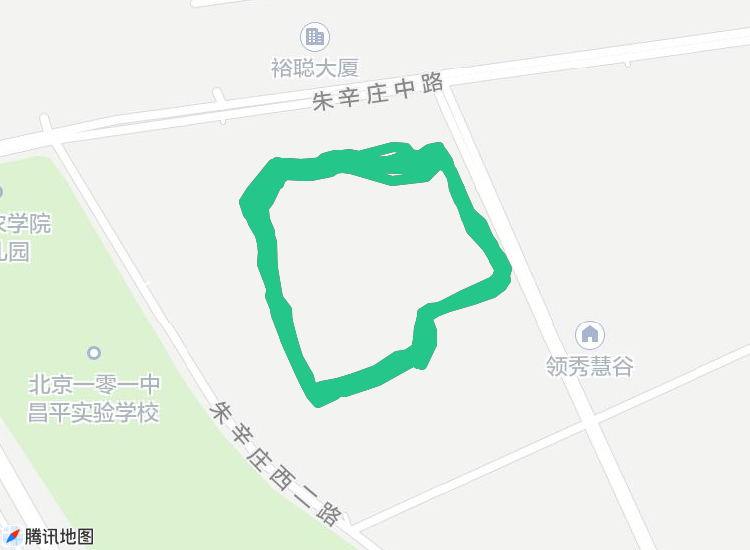 裕聪大厦
朱辛庄中路
农学院
儿园
领秀慧谷
北京一零一中
昌平实验学校
朱辛庄西二路
腾讯地图